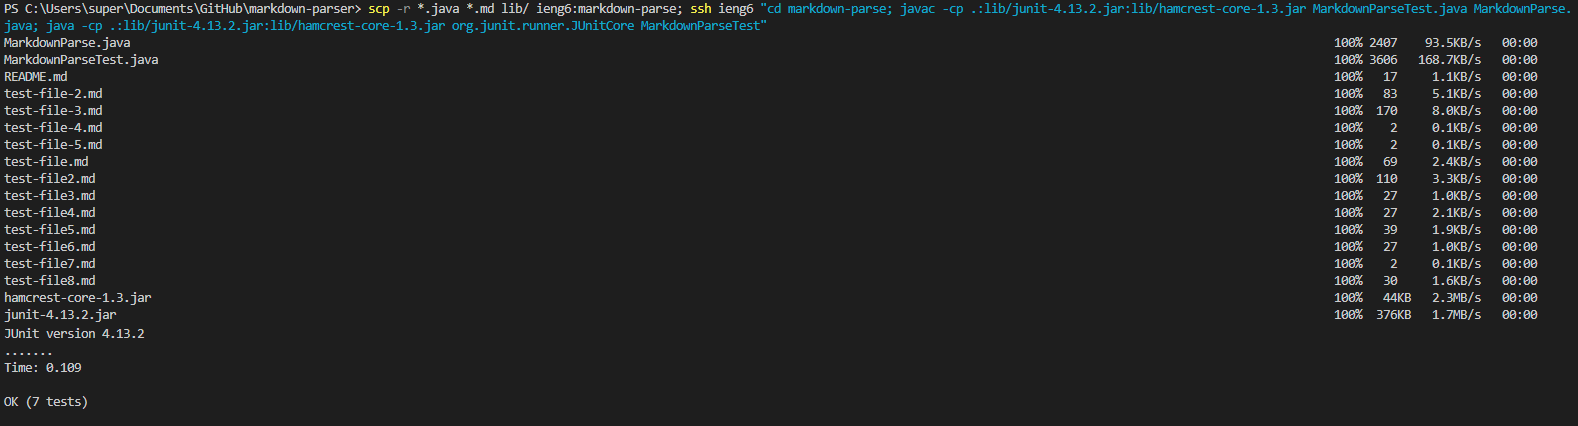 PS C:\Users\super\Documents\GitHub\markdown-parser> scp -r *.java *.md lib/ ieng6:markdown-parse; ssh ieng6 "cd markdown-parse; javac -cp .:lib/junit-4.13.2.jar:lib/hamcrest-core-1.3.jar MarkdownParseTest.java MarkdownParse.
java; java -cp .:lib/junit-4.13.2.jar:lib/hamcrest-core-1.3.jar org.junit.runner.JUnitCore MarkdownParseTest"
MarkdownParse.java 100% 2407 93.5KB/s 00:00
MarkdownParseTest.java 100% 3606 168.7KB/s 00:00
README.md 100% 17 1.1KB/s 00:00
test-file-2.md 100% 83 5.1KB/s 00:00
test-file-3.md 100% 170 8.0KB/s 00:00
test-file-4.md 100% 2 0.1KB/s 00:00
test-file-5.md 100% 2 0.1KB/s 00:00
test-file.md 100% 69 2.4KB/s 00:00
test-file2.md 100% 110 3.3KB/s 00:00
test-file3.md 100% 27 1.0KB/s 00:00
test-file4.md 100% 27 2.1KB/s 00:00
test-file5.md 100% 39 1.9KB/s 00:00
test-file6.md 100% 27 1.0KB/s 00:00
test-file7.md 100% 2 0.1KB/s 00:00
test-file8.md 100% 30 1.6KB/s 00:00
hamcrest-core-1.3.jar 100% 44KB 2.3MB/s 00:00
junit-4.13.2.jar 100% 376KB 1.7MB/s 00:00
JUnit version 4.13.2
.......
Time: 0.109
OK (7 tests)